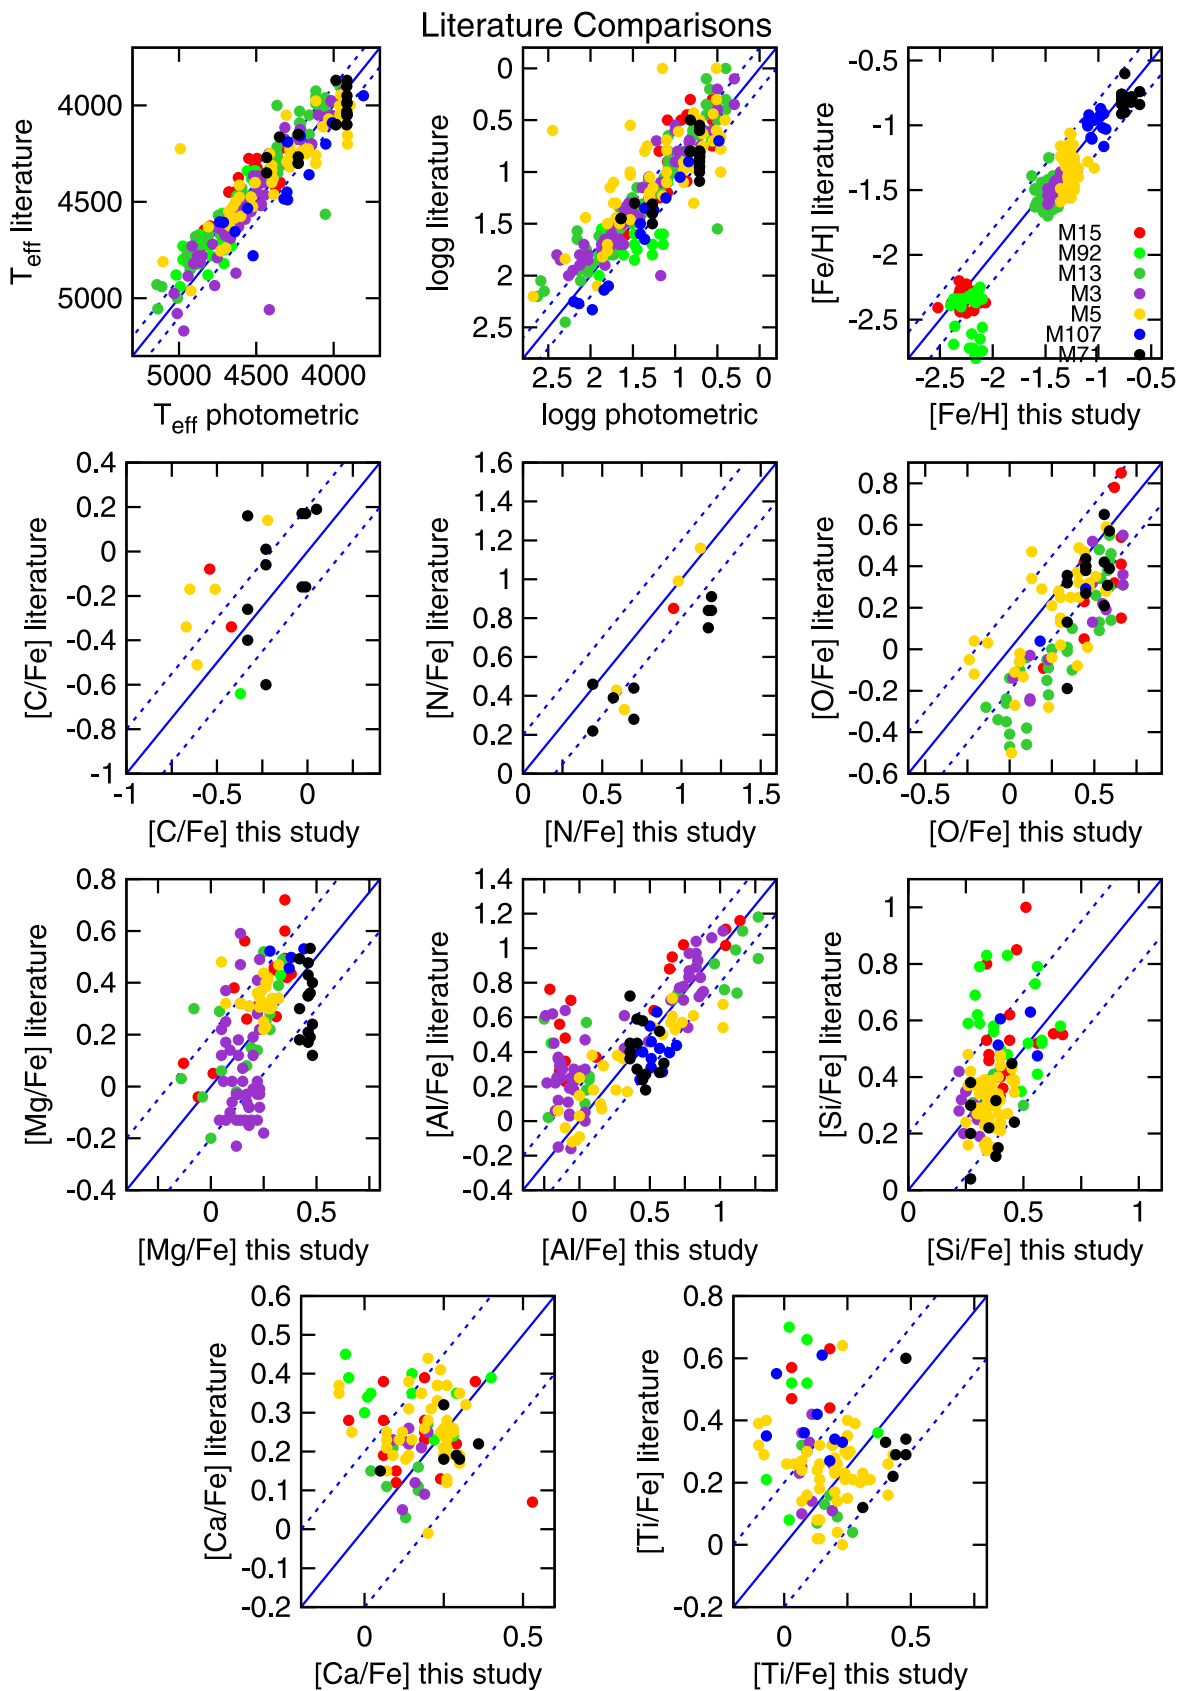 Literature Comparisons
4000
4500
5000
5000 4500 4000
T_eff literature
T_eff photometric
0
0.5
1
1.5
2
2.5
2.5 2 1.5 1 0.5 0
logg literature
logg photometric
-0.5
-1
-1.5
-2
-2.5
-2.5 -2 -1.5 -1 -0.5
[Fe/H] literature
[Fe/H] this study
M15
M92
M13
M3
M5
M107
M71
0.4
0.2
0
-0.2
-0.4
-0.6
-0.8
-1
-1 -0.5 0
[C/Fe] literature
[C/Fe] this study
1.6
1.4
1.2
1
0.8
0.6
0.4
0.2
0
0 0.5 1 1.5
[N/Fe] literature
[N/Fe] this study
0.8
0.6
0.4
0.2
0
-0.2
-0.4
-0.6
-0.5 0 0.5
[O/Fe] literature
[O/Fe] this study
0.8
0.6
0.4
0.2
0
-0.2
-0.4
0 0.5
[Mg/Fe] literature
[Mg/Fe] this study
1.4
1.2
1
0.8
0.6
0.4
0.2
0
-0.2
-0.4
0 0.5 1
[Al/Fe] literature
[Al/Fe] this study
1
0.8
0.6
0.4
0.2
0
0 0.5 1
[Si/Fe] literature
[Si/Fe] this study
0.6
0.5
0.4
0.3
0.2
0.1
0
-0.1
-0.2
0 0.5
[Ca/Fe] literature
[Ca/Fe] this study
0.8
0.6
0.4
0.2
0
-0.2
0 0.5
[Ti/Fe] literature
[Ti/Fe] this study